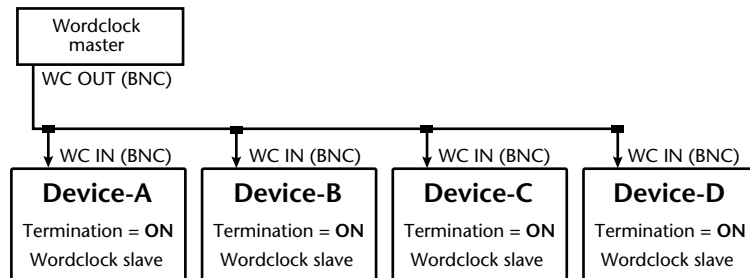 Wordclock
master
WC OUT (BNC)
WC IN (BNC) WC IN (BNC) WC IN (BNC) WC IN (BNC)
Device-A Device-B Device-C Device-D
Termination = ON Termination = ON Termination = ON Termination = ON
Wordclock slave Wordclock slave Wordclock slave Wordclock slave